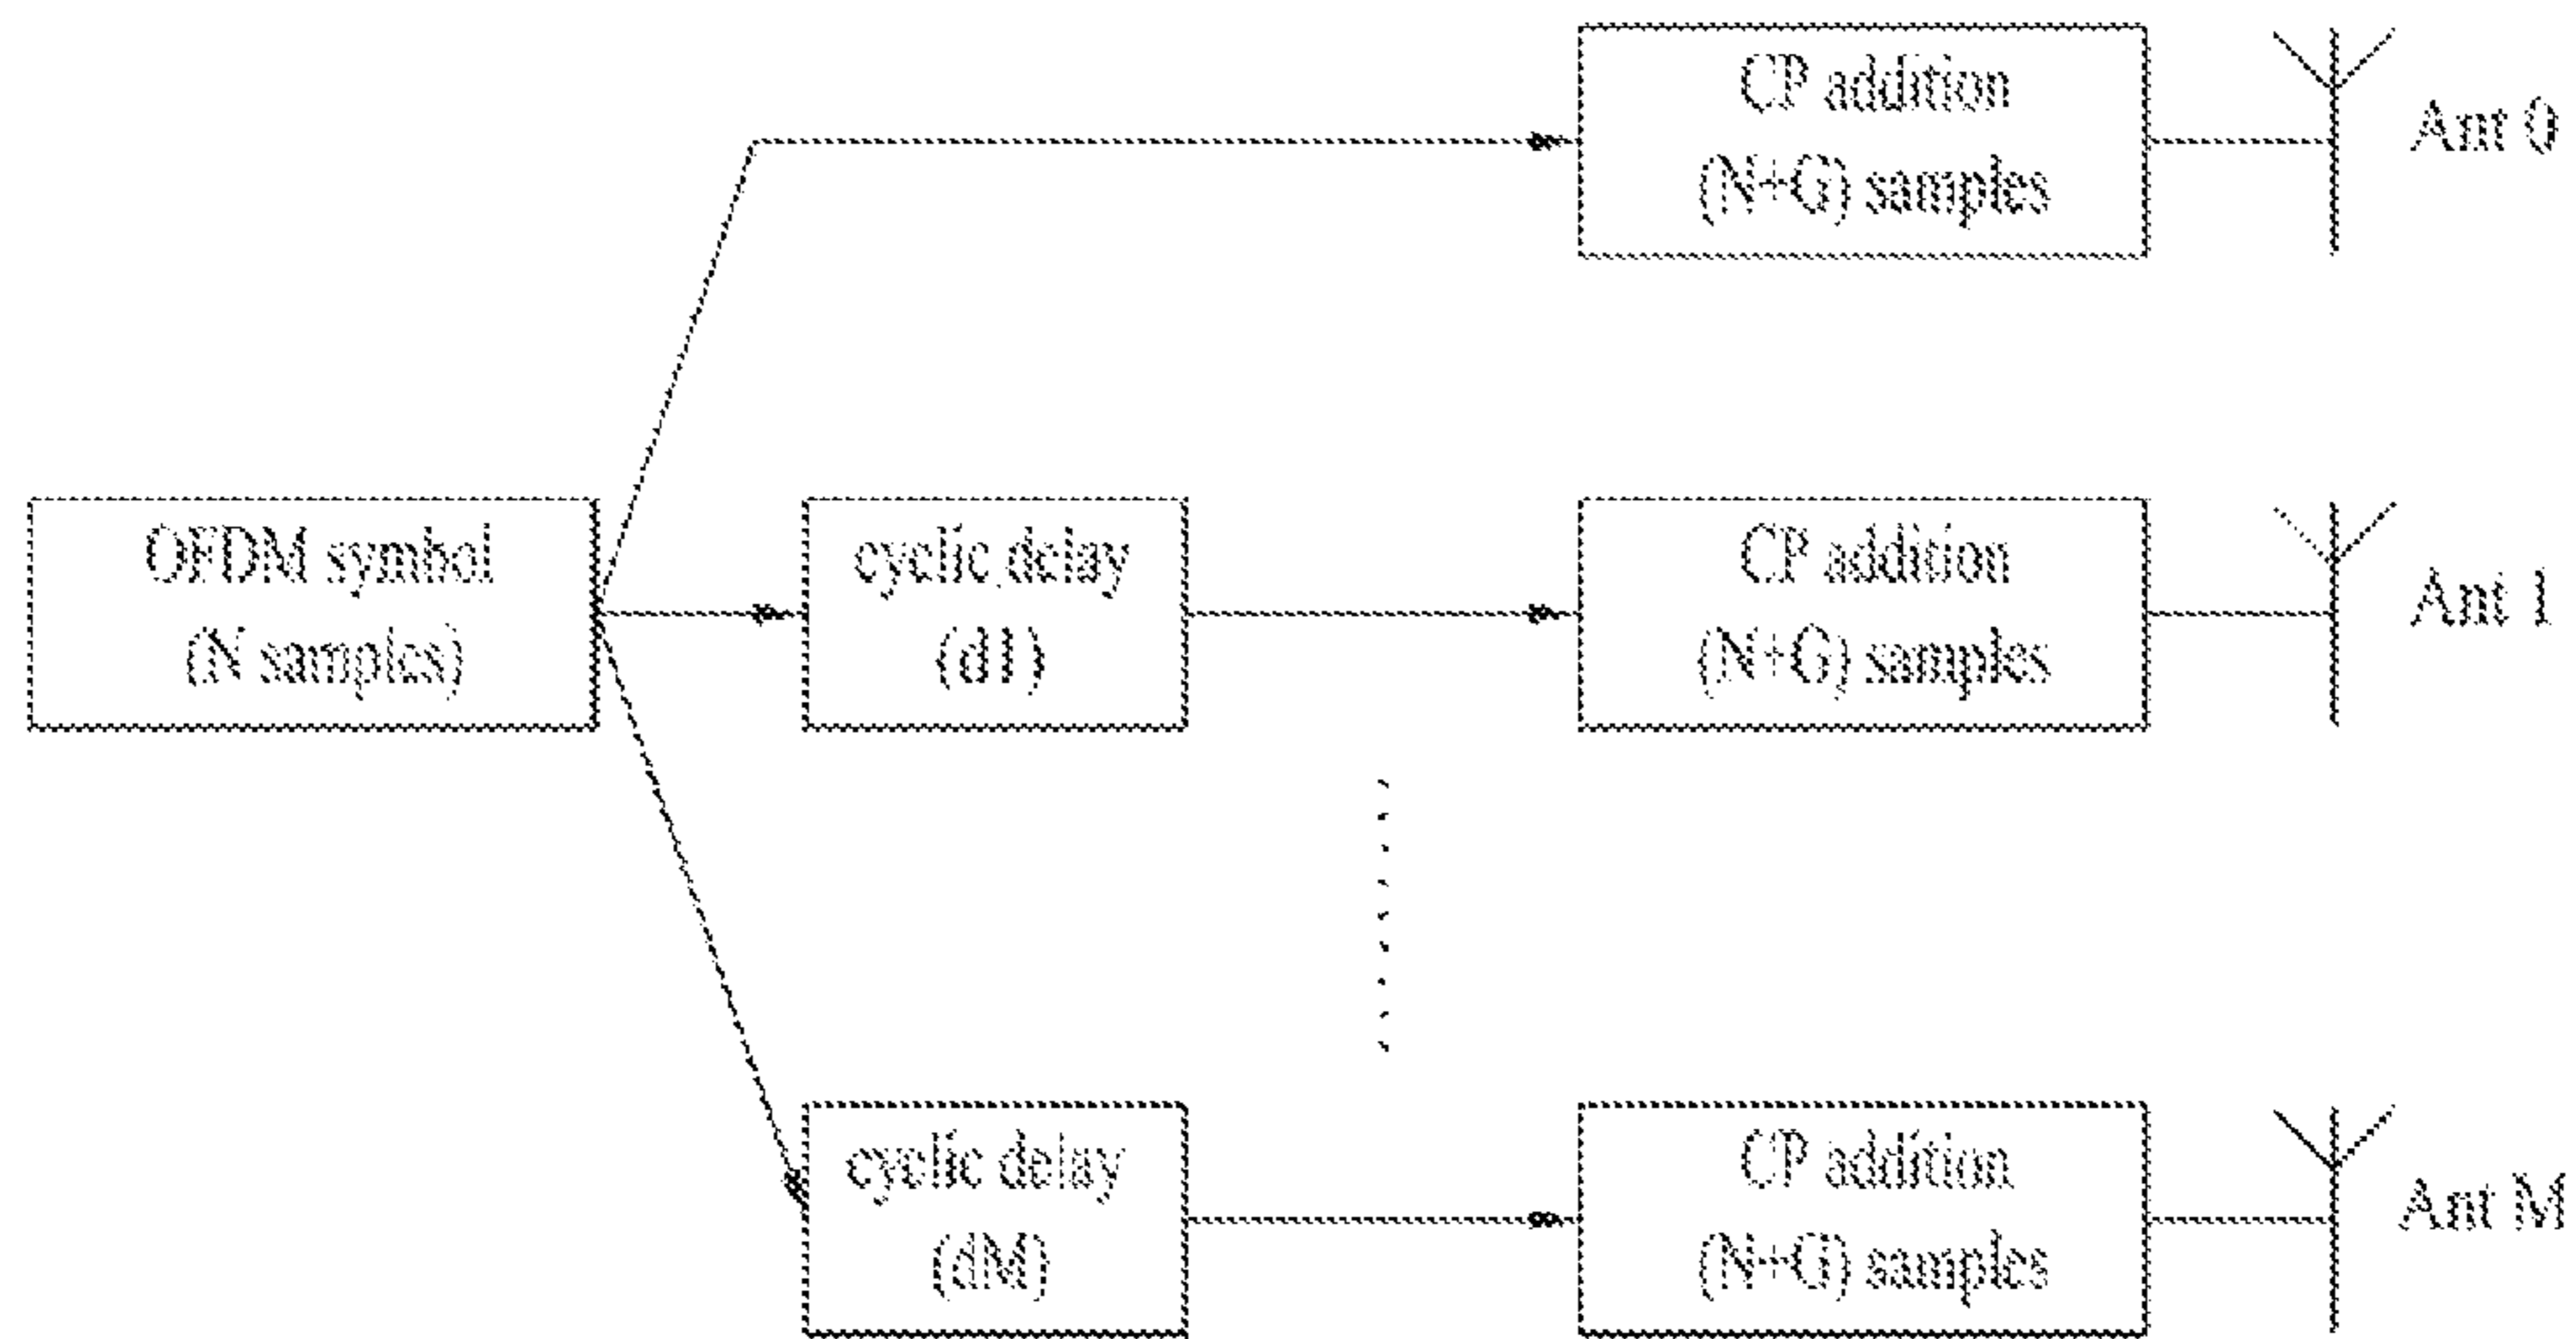 CP addition
(N+G) samples
Ant 0
OFDM symbol
(N samples)
cyclic delay
(d1)
CP addition
(N+G) samples
Ant 1
cyclic delay
(dM)
CP addition
(N+G) samples
Ant M